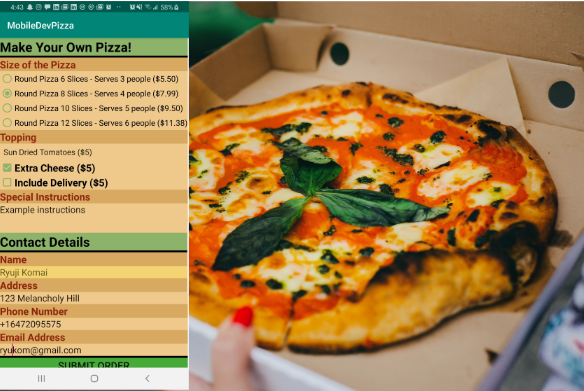 4:43
58%
MobileDevPizza
Make Your Own Pizza!
Size of the Pizza
Round Pizza 6 Slices - Serves 3 people ($5.50)
Round Pizza 8 Slices - Serves 4 people ($7.99)
Round Pizza 10 Slices - Serves 5 people ($9.50)
Round Pizza 12 Slices - Serves 6 people ($11.38)
Topping
Sun Dried Tomatoes ($5)
Extra Cheese ($5)
Include Delivery ($5)
Special Instructions
Example instructions
Contact Details
Name
Ryuji Komai
Address
123 Melancholy Hill
Phone Number
+16472095575
Email Address
ryukom@gmail.com
SUBMIT ORDER